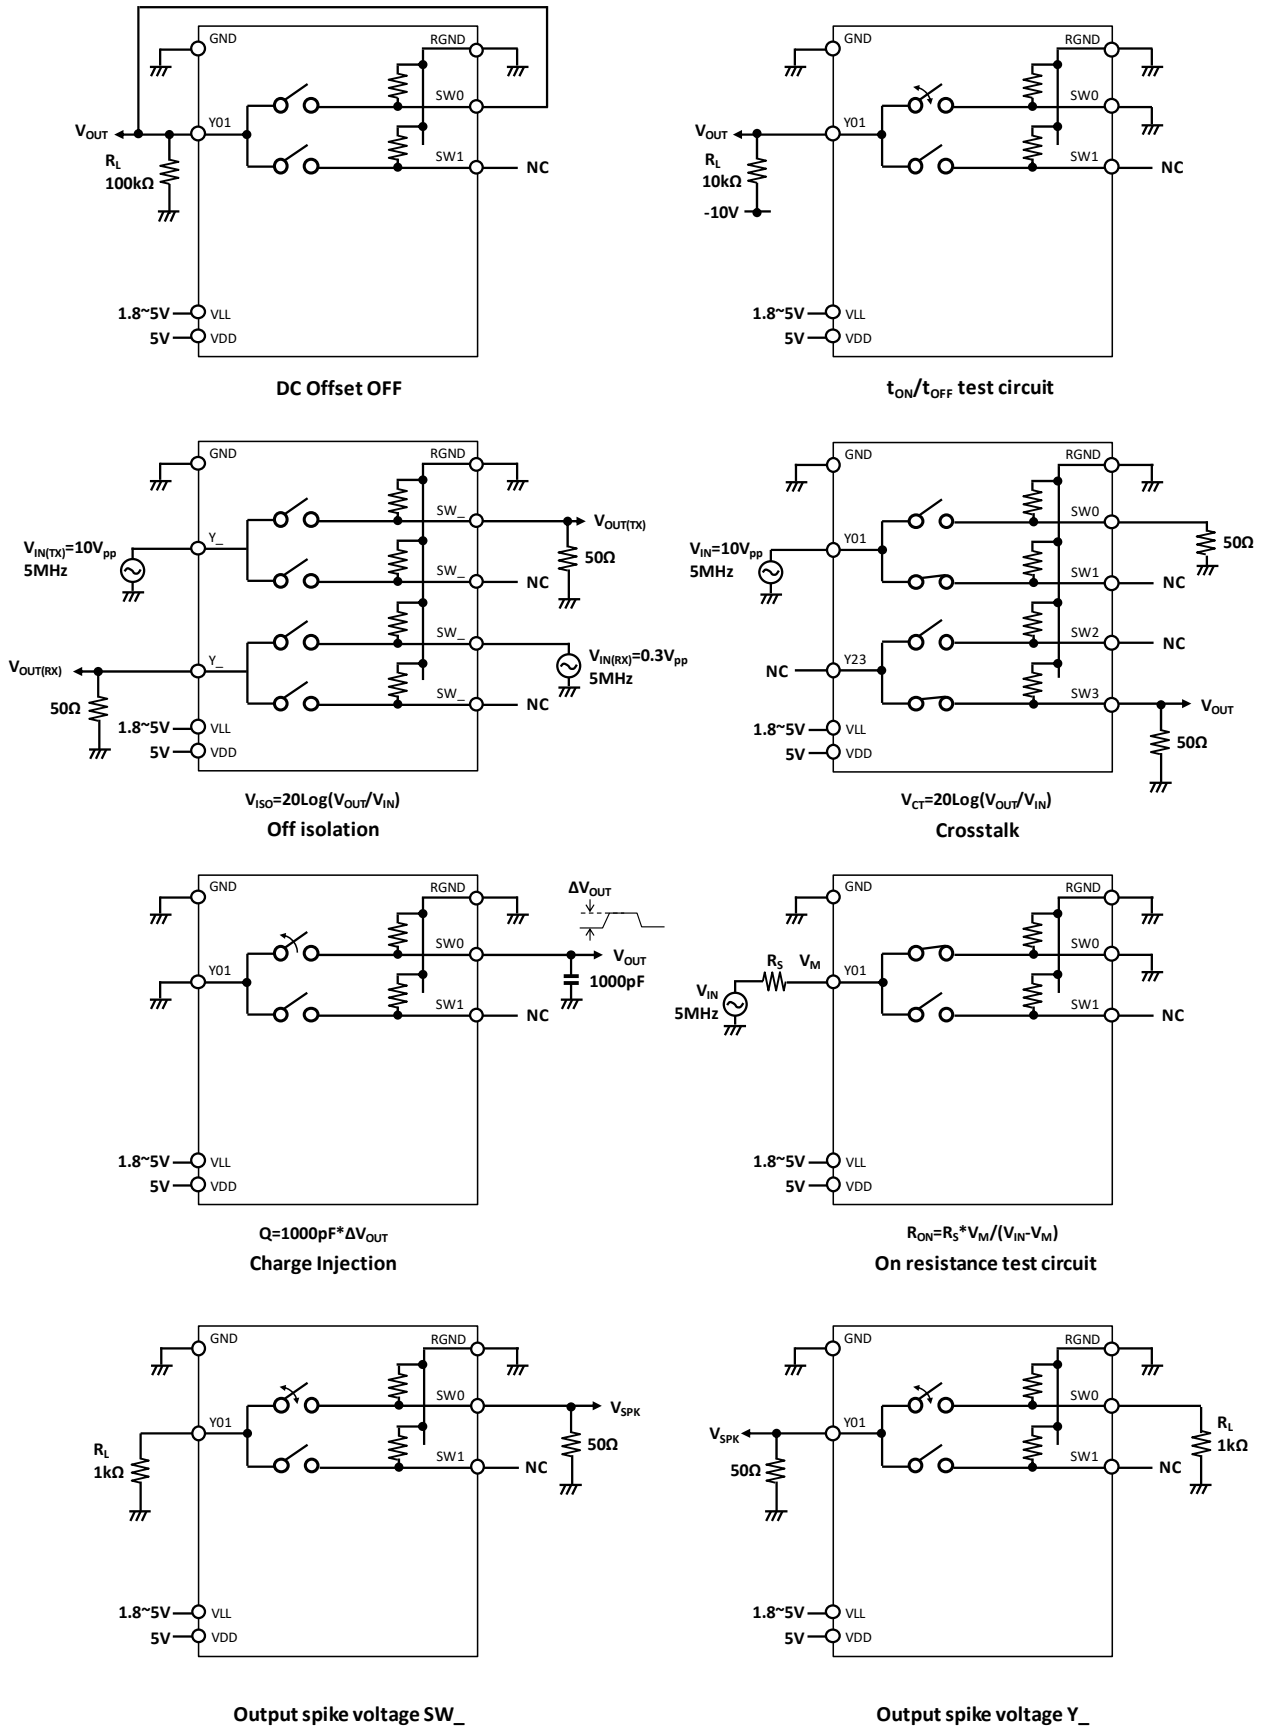 GND
RGND
SW0
VOUT
Y01
RL
100kΩ
SW1
NC
1.8~5V
VLL
5V
VDD
DC Offset OFF
GND
RGND
SW0
VOUT
Y01
RL
10kΩ
-10V
SW1
NC
1.8~5V
VLL
5V
VDD
tON/tOFF test circuit
GND
RGND
SW_
VOUT(TX)
VIN(TX)=10Vpp
5MHz
Y_
50Ω
SW_
NC
SW_
VOUT(RX)
Y_
VIN(RX)=0.3Vpp
5MHz
50Ω
SW_
NC
1.8~5V
VLL
5V
VDD
VISO=20Log(VOUT/VIN)
Off isolation
GND
RGND
SW0
VIN=10Vpp
5MHz
Y01
50Ω
SW1
NC
SW2
NC
NC
Y23
SW3
VOUT
50Ω
1.8~5V
VLL
5V
VDD
VCT=20Log(VOUT/VIN)
Crosstalk
GND
RGND
ΔVOUT
SW0
VOUT
Y01
1000pF
SW1
NC
1.8~5V
VLL
5V
VDD
Q=1000pF*ΔVOUT
Charge Injection
GND
RGND
SW0
RS
VM
Y01
VIN
5MHz
SW1
NC
1.8~5V
VLL
5V
VDD
RON=RS*VM/(VIN-VM)
On resistance test circuit
GND
RGND
SW0
VSPK
Y01
RL
1kΩ
50Ω
SW1
NC
1.8~5V
VLL
5V
VDD
Output spike voltage SW_
GND
RGND
SW0
VSPK
Y01
RL
1kΩ
50Ω
SW1
NC
1.8~5V
VLL
5V
VDD
Output spike voltage Y_